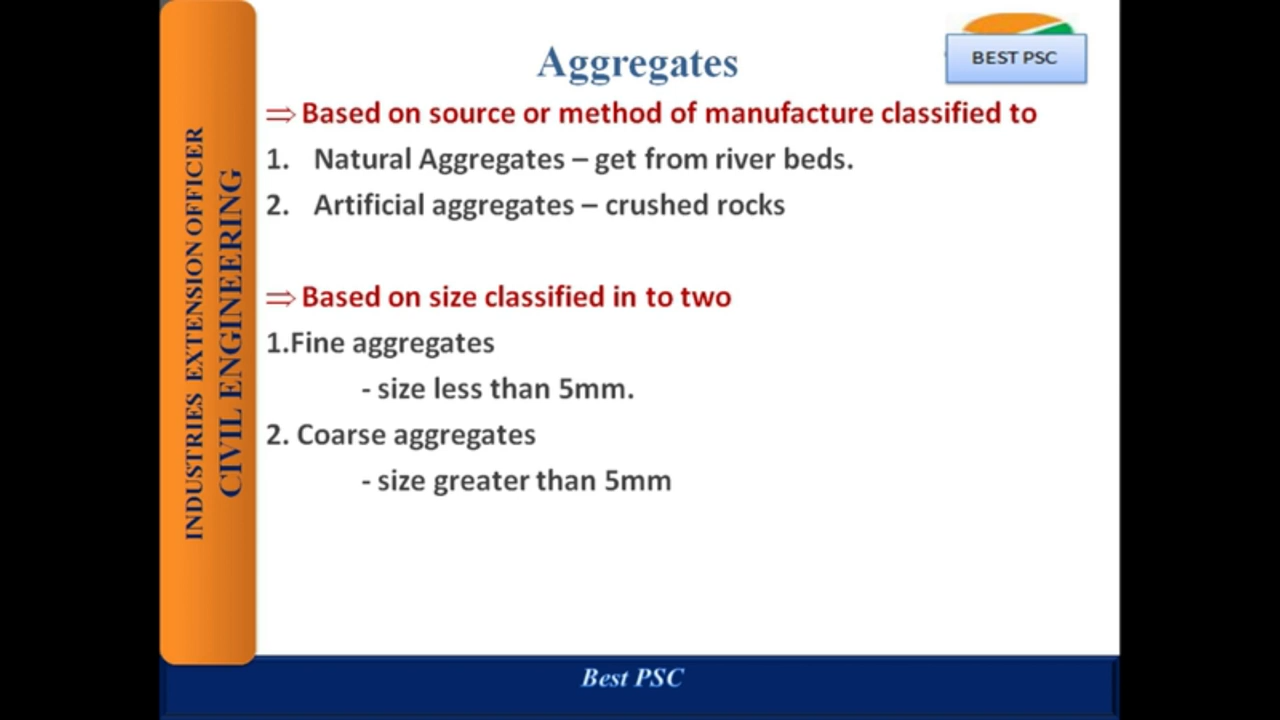 Aggregates
BEST PSC
⇒ Based on source or method of manufacture classified to
1. Natural Aggregates – get from river beds.
2. Artificial aggregates – crushed rocks
⇒ Based on size classified in to two
1.Fine aggregates
- size less than 5mm.
2. Coarse aggregates
- size greater than 5mm
INDUSTRIES EXTENSION OFFICER
CIVIL ENGINEERING
Best PSC